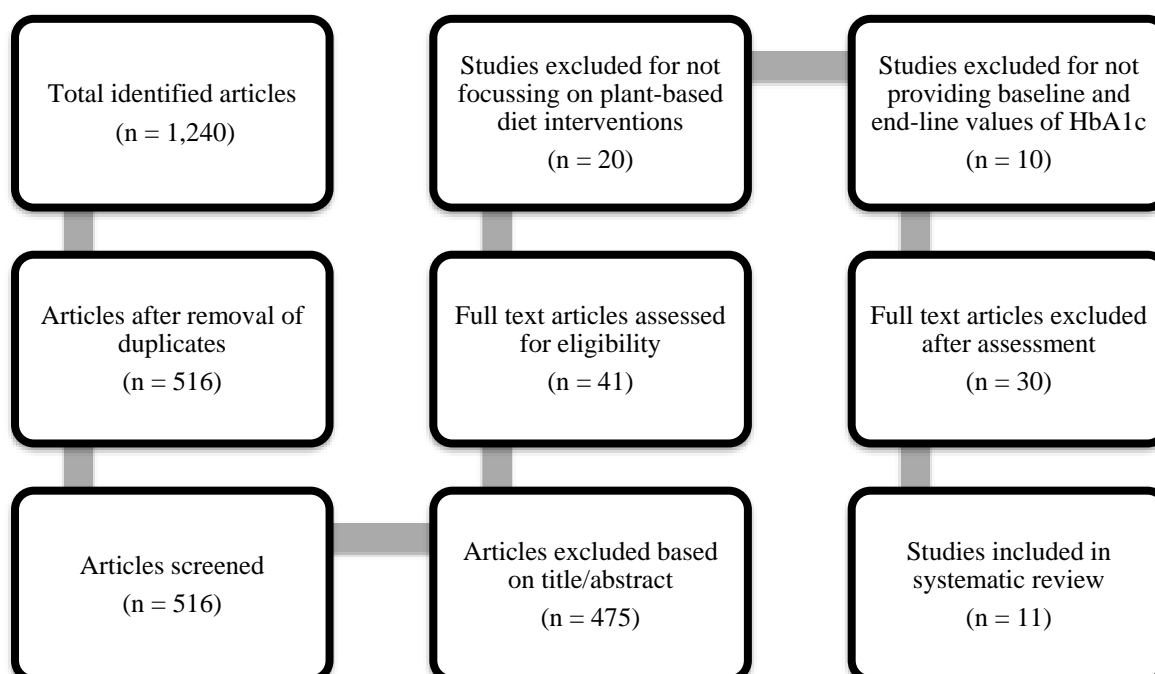 Total identified articles
(n = 1,240)
Articles after removal of
duplicates
(n = 516)
Articles screened
(n = 516)
Articles excluded based
on title/abstract
(n = 475)
Full text articles assessed
for eligibility
(n = 41)
Studies excluded for not
focussing on plant-based
diet interventions
(n = 20)
Studies excluded for not
providing baseline and
end-line values of HbA1c
(n = 10)
Full text articles excluded
after assessment
(n = 30)
Studies included in
systematic review
(n = 11)